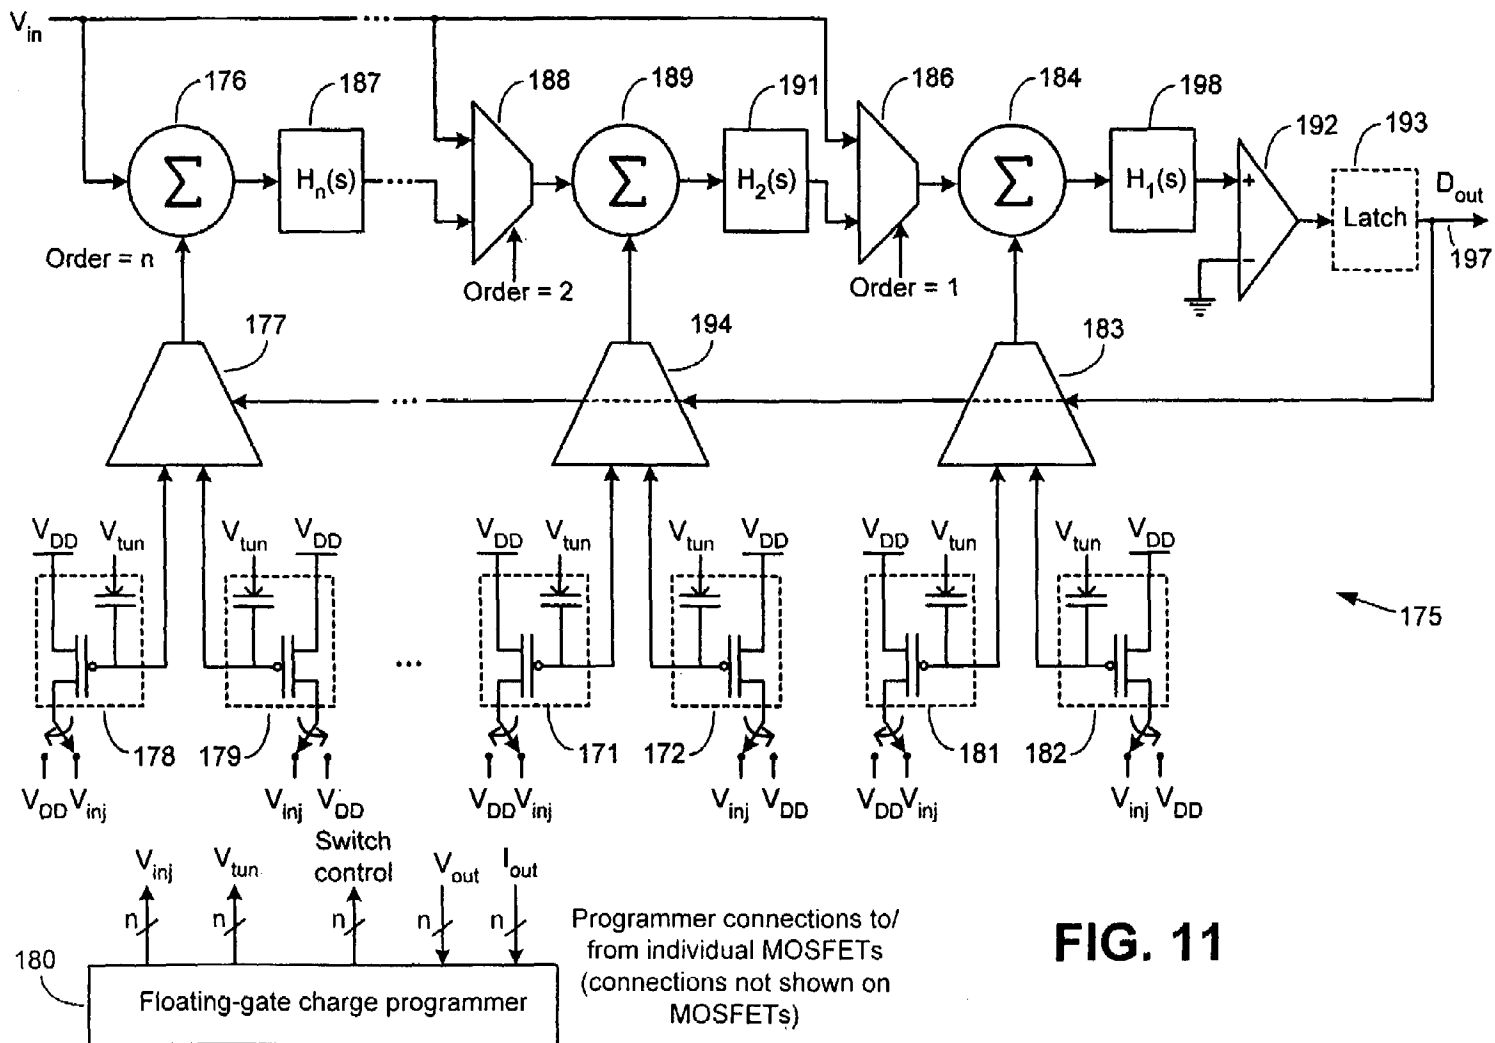 V_in
176
187
188
189
191
186
184
198
192
193
Σ
H_n(s)
Σ
H_2(s)
Σ
H_1(s)
+
−
Latch
D_out
197
Order = n
Order = 2
Order = 1
177
194
183
V_DD
V_tun
V_tun
V_DD
V_DD
V_tun
V_tun
V_DD
V_DD
V_tun
V_tun
V_DD
175
178
179
171
172
181
182
V_DD V_inj
V_inj V_DD
V_DD V_inj
V_inj V_DD
V_DD V_inj
V_inj V_DD
V_inj
V_tun
Switch
control
V_out
I_out
n
n
n
n
n
Programmer connections to/
from individual MOSFETs
(connections not shown on
MOSFETs)
FIG. 11
180
Floating-gate charge programmer